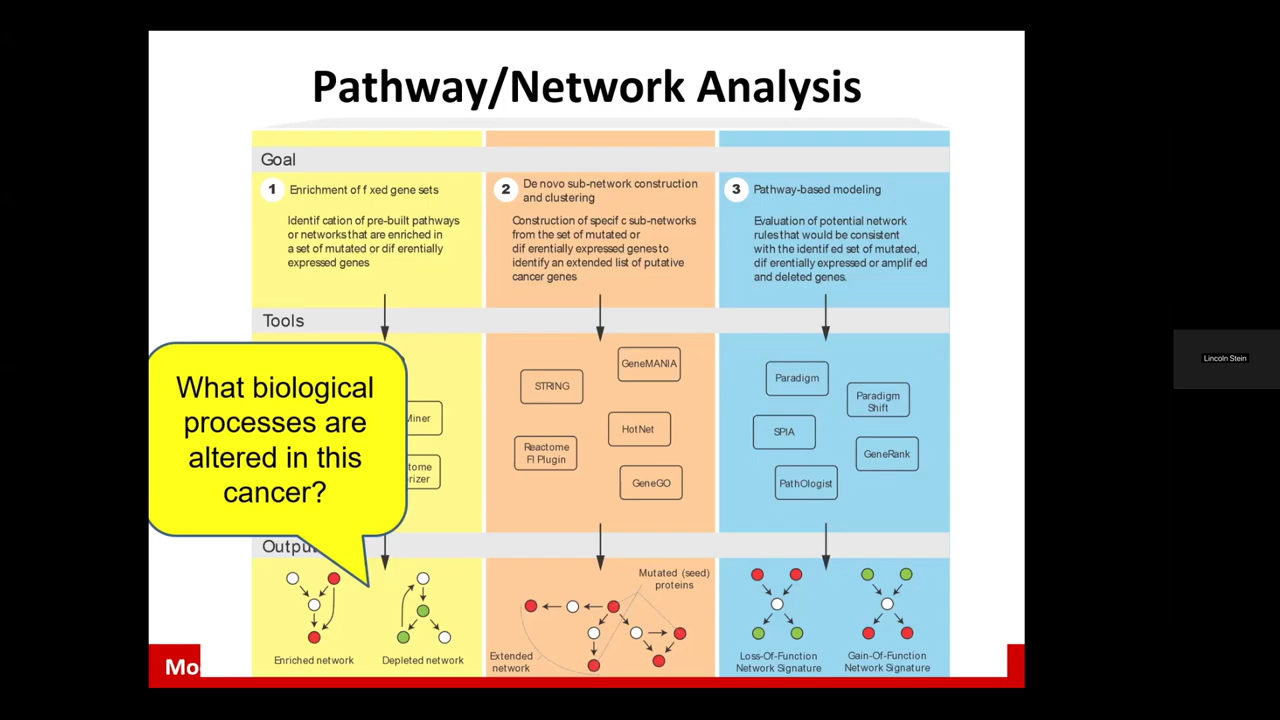 Pathway/Network Analysis
Goal
1 Enrichment of f xed gene sets
Identif cation of pre-built pathways
or networks that are enriched in
a set of mutated or dif erentially
expressed genes
2 De novo sub-network construction
and clustering
Construction of specif c sub-networks
from the set of mutated or
dif erentially expressed genes to
identify an extended list of putative
cancer genes
3 Pathway-based modeling
Evaluation of potential network
rules that would be consistent
with the identif ed set of mutated,
dif erentially expressed or amplif ed
and deleted genes.
Tools
What biological
processes are
altered in this
cancer?
Miner
tome
rizer
STRING
GeneMANIA
HotNet
Reactome
FI Plugin
GeneGO
Paradigm
Paradigm
Shift
SPIA
GeneRank
PathOlogist
Outpu
Enriched network
Depleted network
Mutated (seed)
proteins
Extended
network
Loss-Of-Function
Network Signature
Gain-Of-Function
Network Signature
Mo
Lincoln Stein